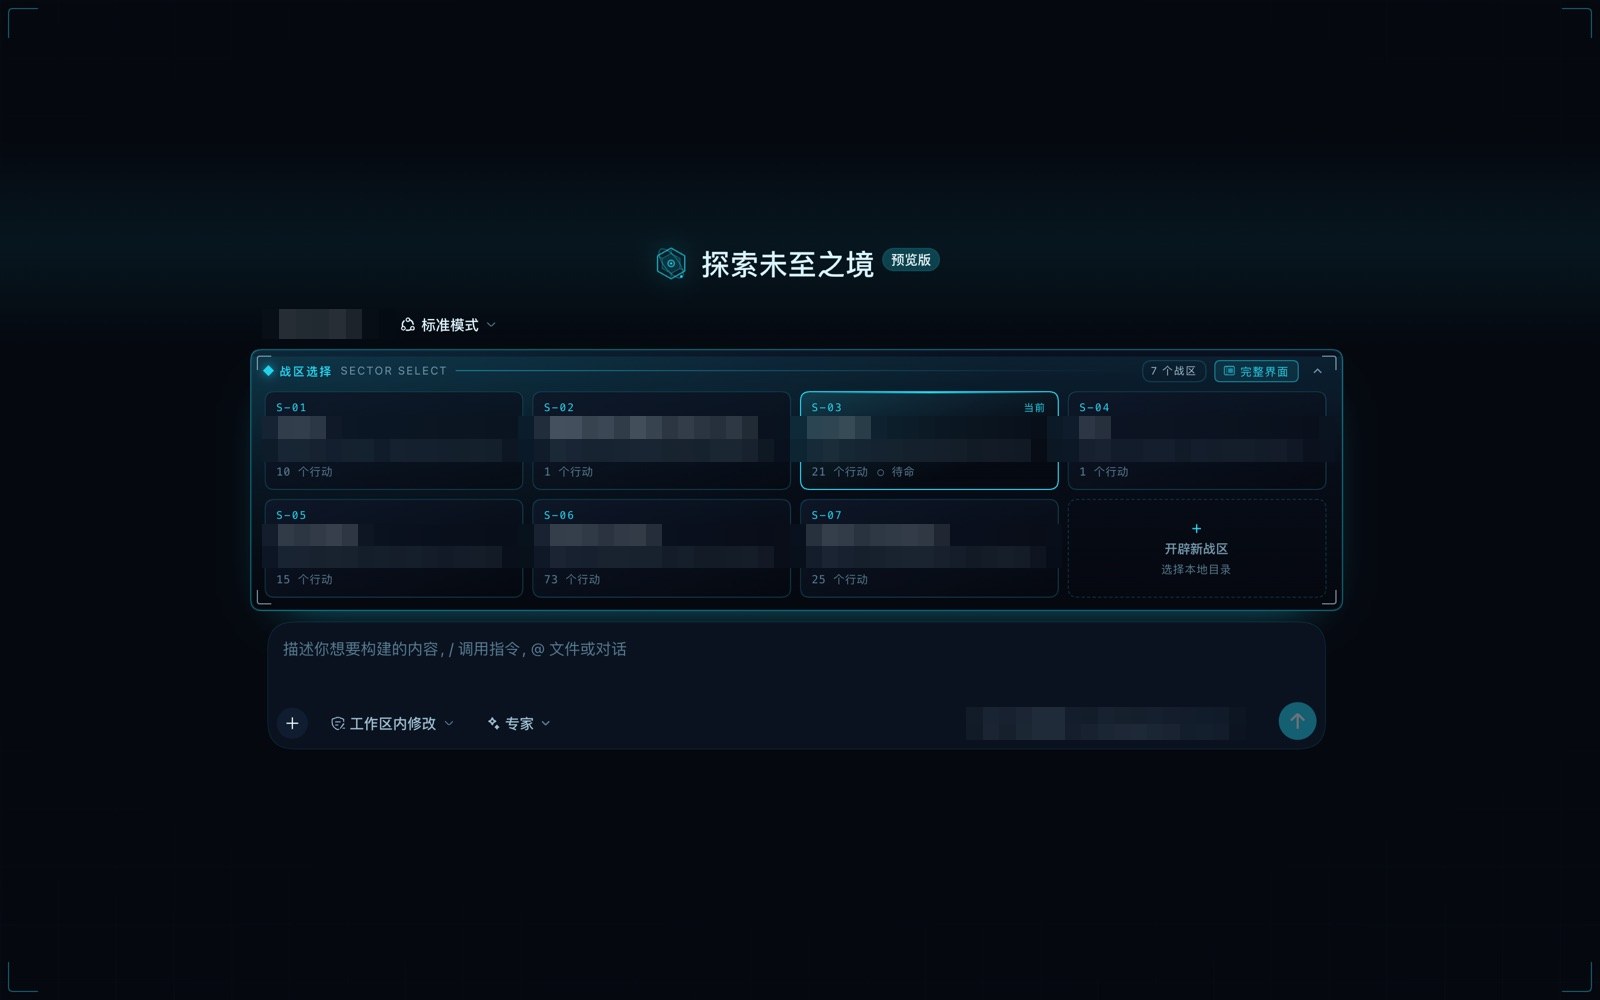 探索未至之境 预览版
标准模式
战区选择 SECTOR SELECT 7 个战区 完整界面
S-01
10 个行动
S-02
1 个行动
S-03 当前
21 个行动 待命
S-04
1 个行动
S-05
15 个行动
S-06
73 个行动
S-07
25 个行动
+
开辟新战区
选择本地目录
描述你想要构建的内容, / 调用指令, @ 文件或对话
工作区内修改 专家